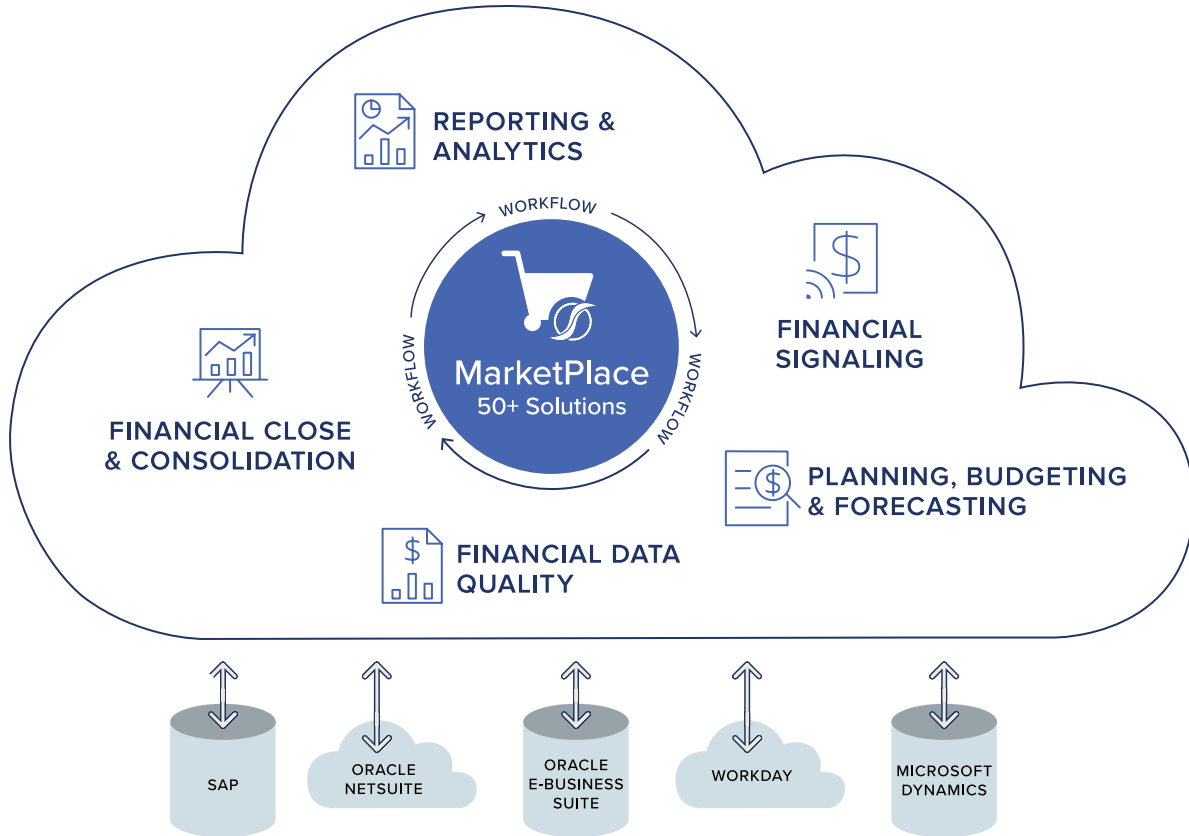 REPORTING &
ANALYTICS
WORKFLOW
WORKFLOW
WORKFLOW
MarketPlace
50+ Solutions
FINANCIAL
SIGNALING
FINANCIAL CLOSE
& CONSOLIDATION
PLANNING, BUDGETING
& FORECASTING
FINANCIAL DATA
QUALITY
SAP
ORACLE
NETSUITE
ORACLE
E-BUSINESS
SUITE
WORKDAY
MICROSOFT
DYNAMICS